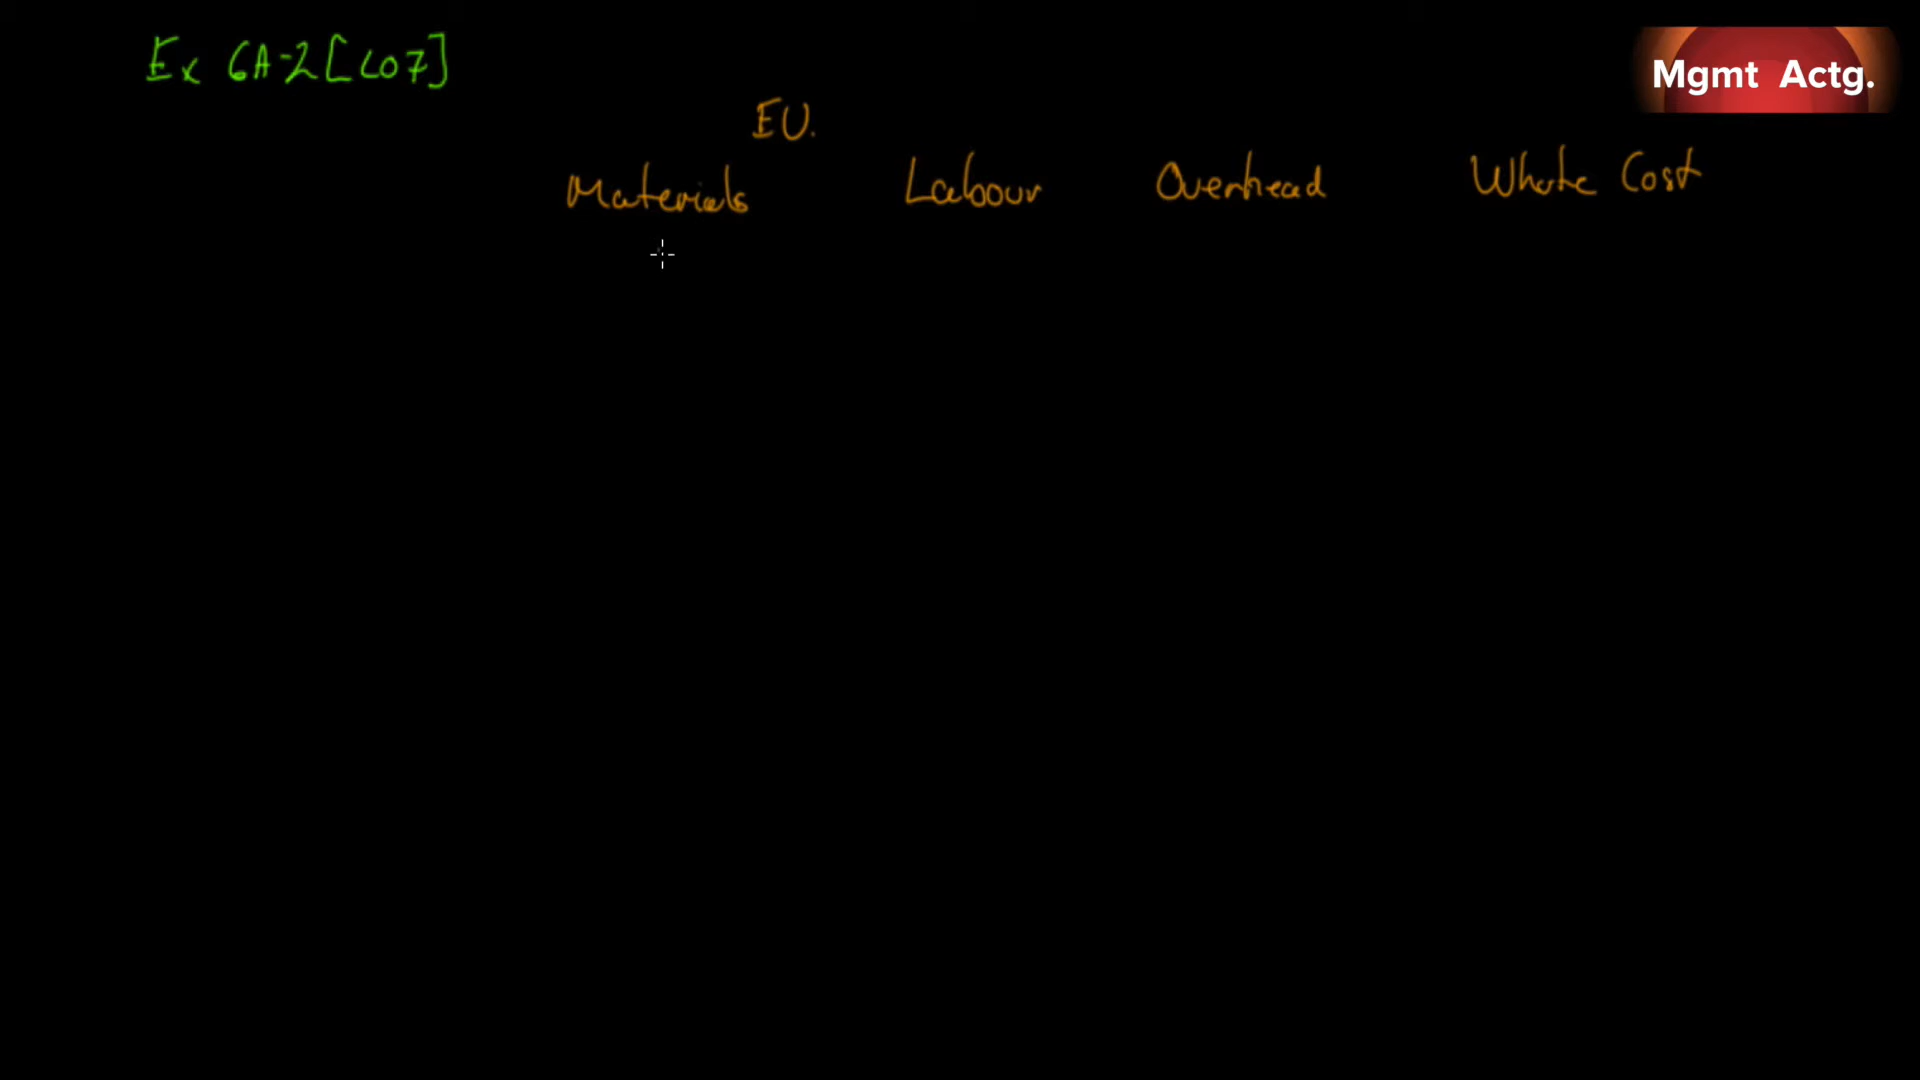 Ex 6A-2 [LO7]
Mgmt Actg.
EU.
Materials Labour Overhead Whole Cost